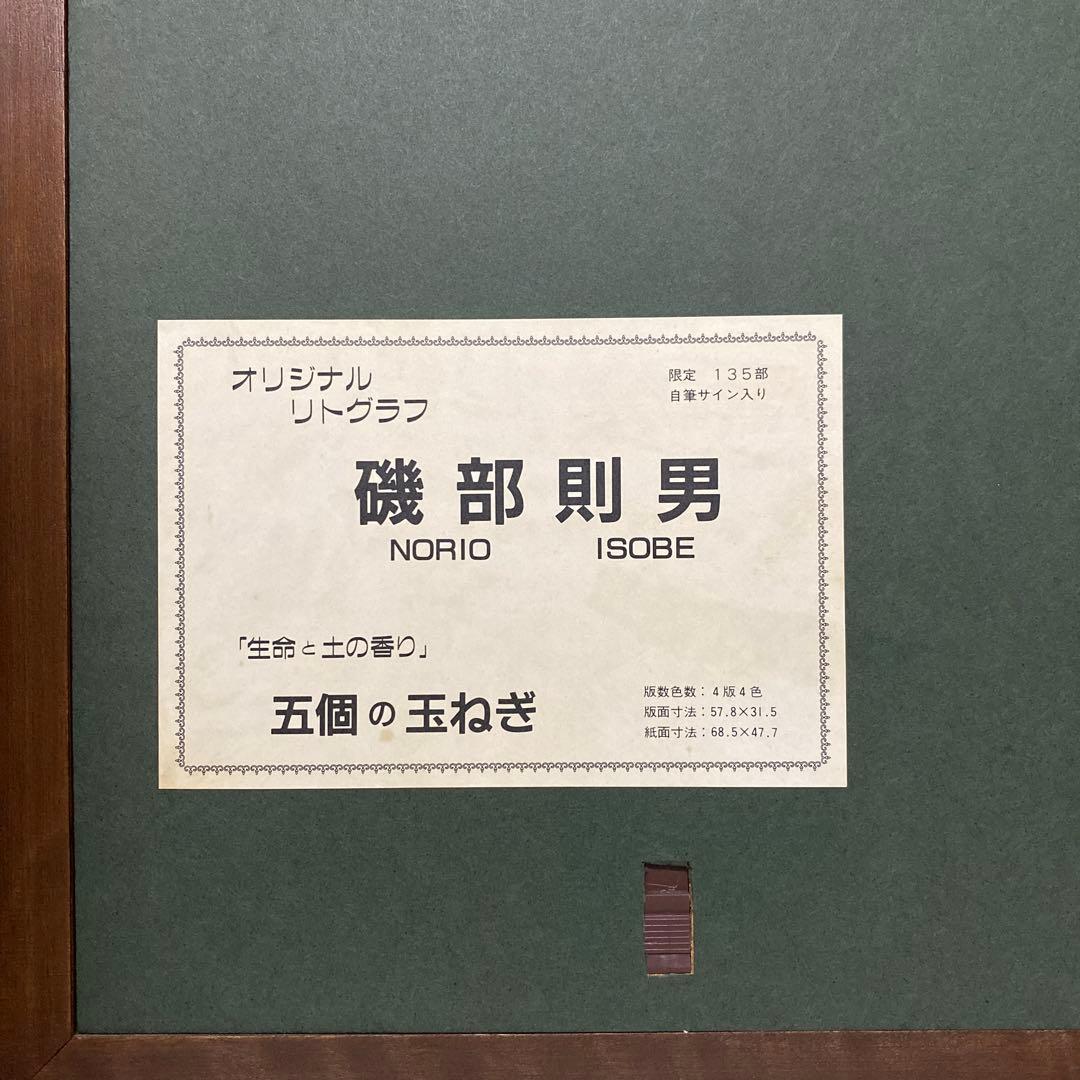 オリジナル
リトグラフ
限定　１３５部
自筆サイン入り
磯部則男
NORIO ISOBE
「生命と土の香り」
五個の玉ねぎ
版数色数：４版４色
版面寸法：57.8×31.5
紙面寸法：68.5×47.7